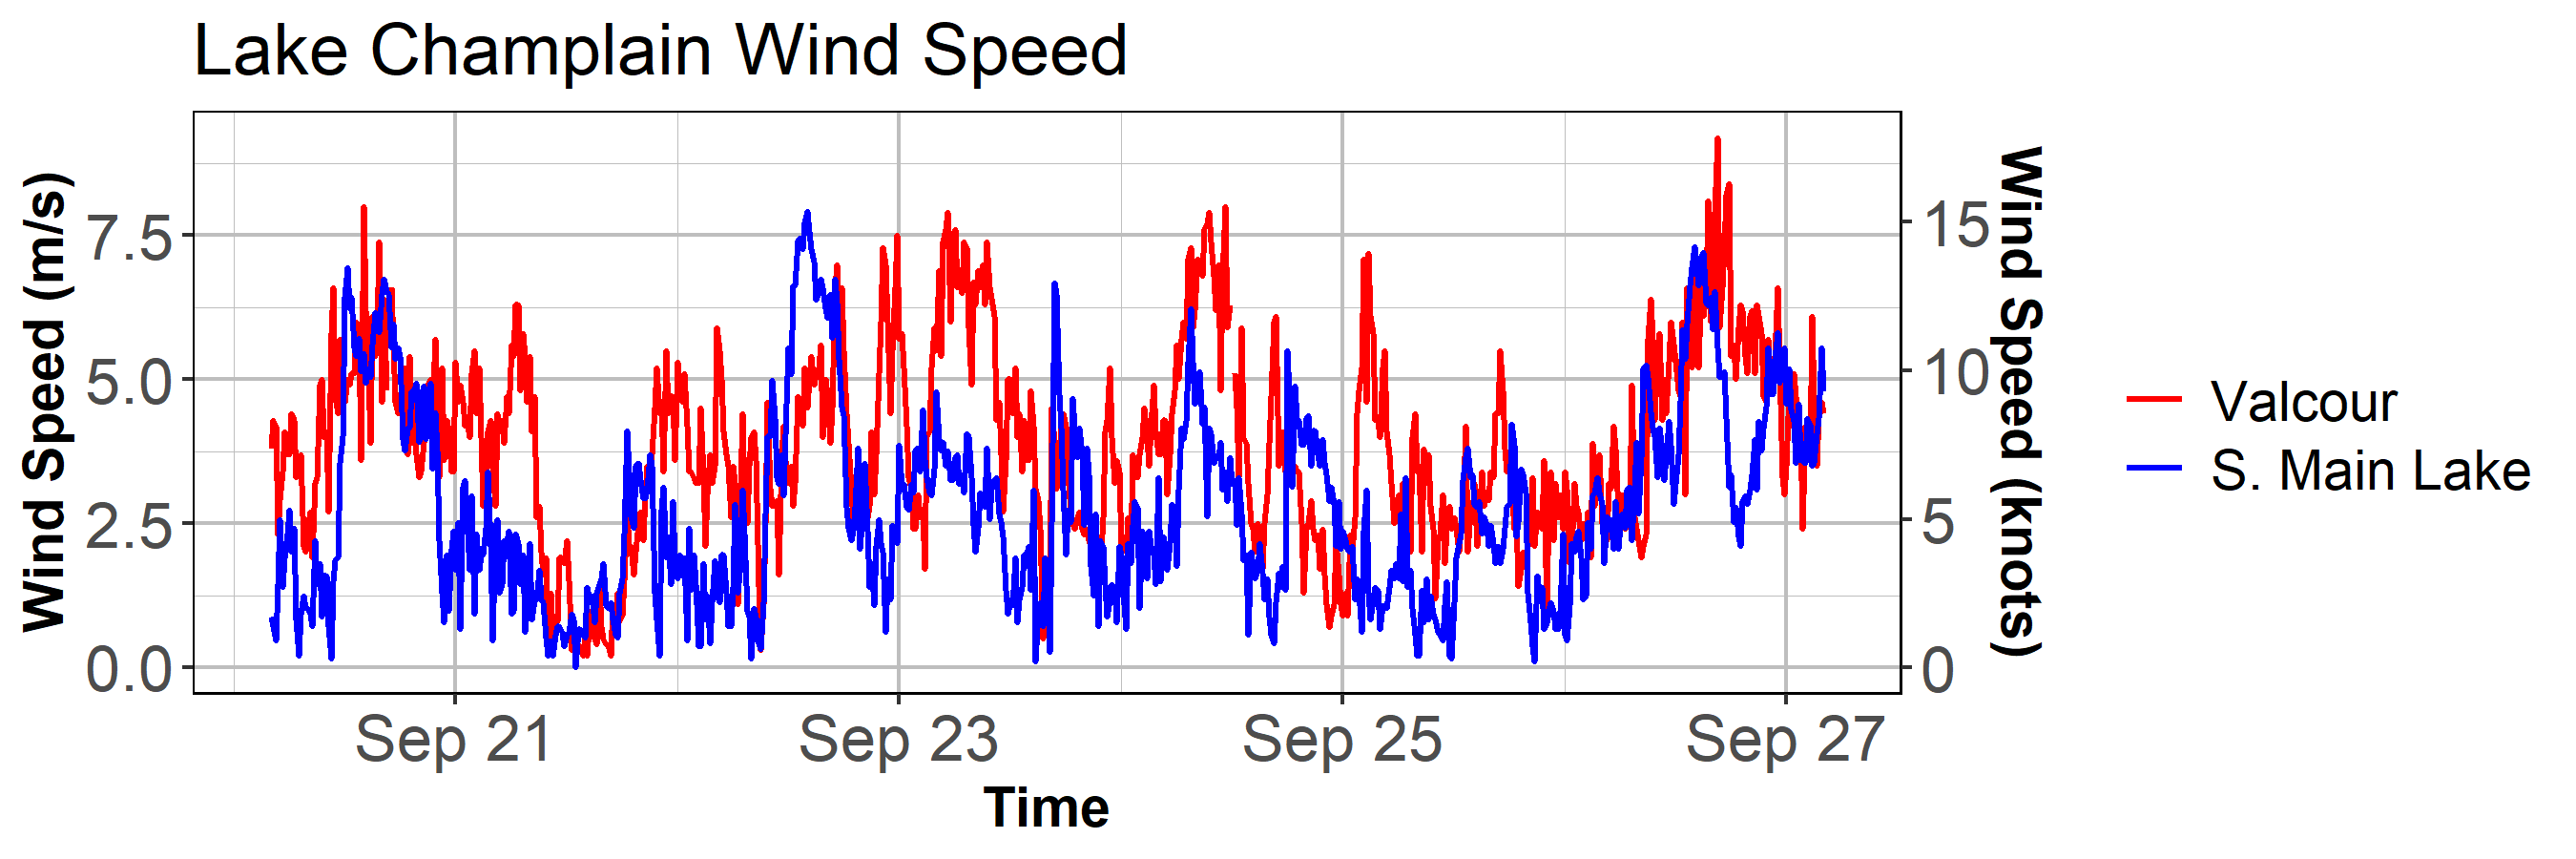 Lake Champlain Wind Speed
Wind Speed (m/s)
7.5
5.0
2.5
0.0
15
10
5
0
Wind Speed (knots)
Sep 21
Sep 23
Sep 25
Sep 27
Time
Valcour
S. Main Lake